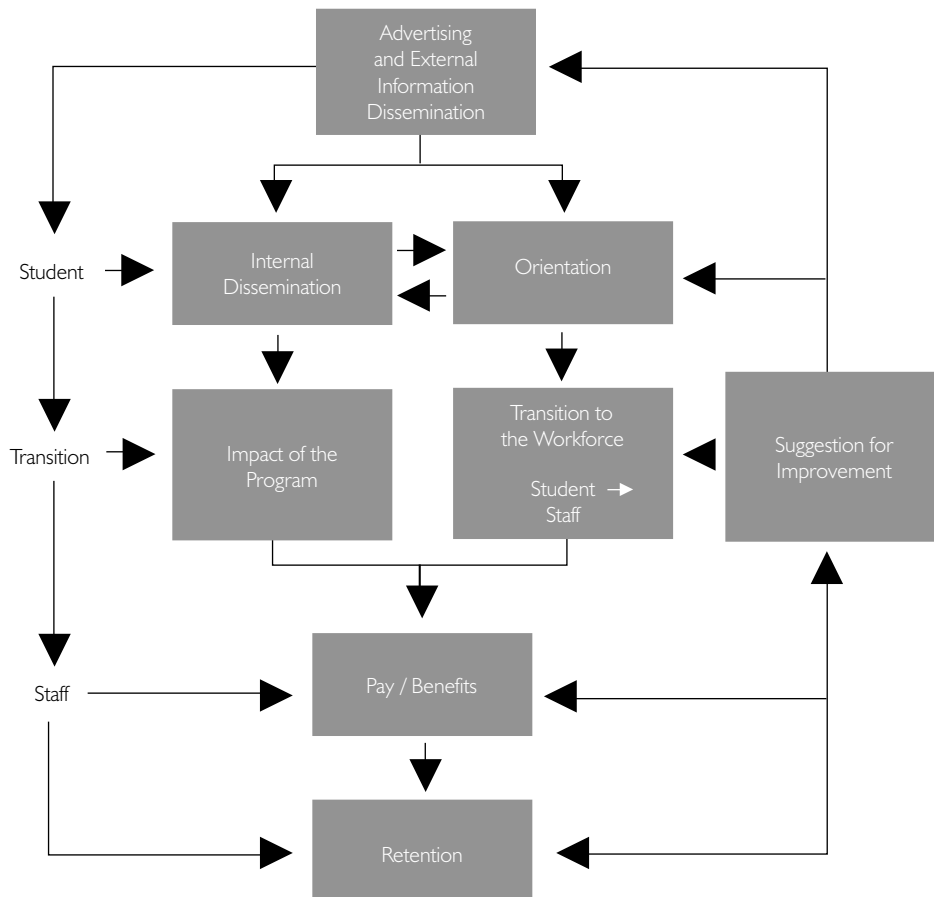 Advertising
and External
Information
Dissemination
Student
Internal
Dissemination
Orientation
Transition
Impact of the
Program
Transition to
the Workforce
Student
Staff
Suggestion for
Improvement
Staff
Pay / Benefits
Retention